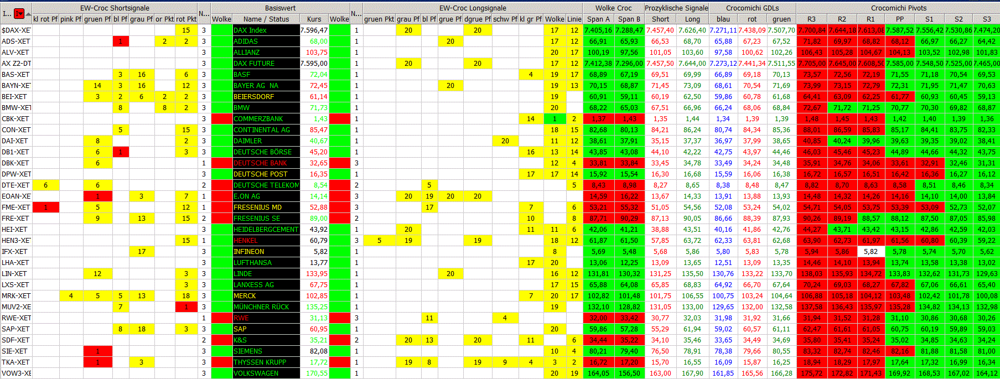 I... I▾ EW-Croc Shortsignale N... Basiswert N... EW-Croc Longsignale Wolke Croc Prozyklische Signale Crocomichi GDLs Crocomichi Pivots
kl rot Pf pink Pf gruen Pf bl Pf grau Pf or Pkt rot Pkt Wolke Name / Status Kurs Wolke gruen Pkt grau Pf bl Pf grue Pf dgrue Pf schw Pf kl gr Pf Wolke Linie Span A Span B Short Long blau rot gruen R3 R2 R1 PP S1 S2 S3
$DAX-XE 15 3 DAX Index 7.596,47 1 20 20 17 12 7.405,16 7.288,47 7.457,40 7.626,40 7.271,11 7.438,09 7.507,70 7.700,84 7.644,18 7.613,08 7.587,52 7.556,42 7.530,86 7.474,20
ADS-XET 1 2 2 3 ADIDAS 68,00 1 20 17 12 66,91 65,93 66,53 68,70 65,88 67,23 67,52 71,82 69,97 68,82 68,12 66,97 66,27 64,42
ALV-XET 3 ALLIANZ 103,75 1 20 17 100,19 97,56 101,05 103,60 97,58 100,62 102,26 106,43 105,28 104,67 104,13 103,52 102,98 101,83
AX Z2-DT 3 DAX FUTURE 7.595,00 1 20 20 17 12 7.412,38 7.296,00 7.457,50 7.644,00 7.273,12 7.441,34 7.511,55 7.705,00 7.645,00 7.608,50 7.585,00 7.548,50 7.525,00 7.465,00
BAS-XET 3 16 6 3 BASF 72,04 1 4 19 17 68,89 67,19 69,51 69,99 66,89 69,18 70,13 73,57 72,56 72,19 71,55 71,18 70,54 69,53
BAYN-XE 14 3 16 12 3 BAYER AG NA 72,45 1 20 19 13 70,15 68,87 71,45 73,09 68,61 70,54 71,69 73,99 73,15 72,79 72,31 71,95 71,47 70,63
BEI-XET 3 2 6 2 2 3 BEIERSDORF 61,14 1 19 60,91 59,11 60,19 62,50 59,86 60,78 61,68 64,41 63,09 62,25 61,77 60,93 60,45 59,13
BMW-XET 8 8 2 3 BMW 71,73 1 20 68,22 65,03 67,51 66,96 66,24 68,06 68,84 72,67 71,72 71,25 70,77 70,30 69,82 68,87
CBK-XET 3 COMMERZBANK 1,43 1 14 1 2 1,37 1,43 1,35 1,44 1,34 1,39 1,39 1,48 1,45 1,43 1,42 1,40 1,39 1,36
CON-XET 5 15 3 CONTINENTAL AG 85,47 1 18 15 82,68 80,13 84,21 86,24 80,74 84,34 85,36 88,01 86,59 85,83 85,17 84,41 83,75 82,33
DAI-XET 8 2 3 DAIMLER 40,67 1 20 11 12 38,61 37,91 35,15 37,37 36,97 37,99 38,65 40,85 40,24 39,96 39,63 39,35 39,02 38,41
DB1-XET 6 1 3 3 DEUTSCHE BÖRSE 45,20 1 16 13 14 43,85 43,08 44,10 42,22 42,75 43,97 44,46 46,03 45,46 45,23 44,89 44,66 44,32 43,75
DBK-XET 6 1 DEUTSCHE BANK 32,65 3 12 4 33,81 33,84 33,45 34,78 33,49 34,24 34,48 35,91 34,76 34,06 33,61 32,91 32,46 31,31
DPW-XET 3 DEUTSCHE POST 16,35 1 17 17 14 15,92 15,54 16,30 16,68 15,59 16,06 16,38 16,72 16,57 16,51 16,42 16,36 16,27 16,12
DTE-XET 6 6 2 DEUTSCHE TELEKOM 8,54 2 5 5 8,43 8,98 8,27 8,65 8,38 8,48 8,47 8,82 8,70 8,63 8,58 8,51 8,46 8,34
EOAN-XE 1 3 7 1 E.ON AG 14,14 3 20 19 20 20 14,59 16,22 13,67 14,33 13,91 13,88 13,93 14,48 14,32 14,26 14,16 14,10 14,00 13,84
FME-XET 1 5 12 1 FRESENIUS MD 52,88 3 17 7 6 53,21 55,32 51,05 54,56 52,08 53,24 54,02 54,71 54,05 53,75 53,39 53,09 52,73 52,07
FRE-XET 9 13 15 2 FRESENIUS SE 89,29 2 10 8 87,71 90,29 87,13 90,05 86,66 88,39 87,93 90,26 89,19 88,57 88,12 87,50 87,05 85,98
HEI-XET 3 HEIDELBERGCEMENT 43,92 1 20 11 11 6 42,06 41,21 38,88 43,51 40,16 41,86 42,76 44,27 43,71 43,42 43,15 42,86 42,59 42,03
HEN3-XE 15 1 HENKEL 60,79 3 5 19 19 18 12 61,87 61,50 57,85 63,72 62,33 63,81 62,68 63,90 62,73 61,97 61,56 60,80 60,39 59,22
IFX-XET 17 3 INFINEON 5,82 1 8 5,69 5,48 5,68 5,86 5,80 5,83 5,78 5,94 5,86 5,82 5,78 5,74 5,70 5,62
LHA-XET 3 LUFTHANSA 13,77 1 17 20 13,06 12,25 13,09 13,65 12,51 13,09 13,35 14,46 14,10 13,94 13,74 13,58 13,38 13,02
LIN-XET 12 3 3 LINDE 133,95 1 20 16 12 131,81 130,32 131,25 135,50 130,76 133,22 133,70 138,03 135,93 134,72 133,83 132,62 131,73 129,63
LXS-XET 3 3 LANXESS AG 67,75 1 17 15 65,88 64,08 65,85 68,83 64,92 66,70 67,64 70,24 69,03 68,27 67,82 67,06 66,61 65,40
MRK-XET 4 5 5 13 18 3 MERCK 102,85 1 7 20 17 102,82 101,48 101,75 106,55 100,75 103,24 104,64 106,88 105,18 104,12 103,48 102,42 101,78 100,08
MUV2-XE 7 1 3 MÜNCHNER RÜCK 135,25 1 19 132,10 128,82 131,05 133,00 129,65 132,00 132,58 137,58 136,43 135,97 135,28 134,82 134,13 132,98
RWE-XET 1 RWE 31,13 3 11 4 32,00 33,42 30,77 32,03 31,98 31,92 31,66 31,94 31,52 31,28 31,10 30,86 30,68 30,26
SAP-XET 8 18 3 3 SAP 60,95 1 20 59,86 57,28 55,29 61,94 59,02 60,57 61,11 62,47 61,61 61,05 60,75 60,19 59,89 59,03
SDF-XET 2 K&S 35,21 2 20 13 20 11 6 34,44 35,22 34,10 35,46 33,65 34,49 34,69 35,80 35,41 35,24 35,02 34,85 34,63 34,24
SIE-XET 1 3 SIEMENS 82,08 1 10 4 80,21 79,40 76,50 78,91 78,38 79,66 80,55 83,32 82,74 82,46 82,16 81,88 81,58 81,00
TKA-XET 1 3 3 THYSSEN KRUPP 17,72 1 19 8 19 9 4 3 2 16,72 17,20 15,70 16,55 16,09 15,87 16,25 18,94 18,29 17,97 17,64 17,32 16,99 16,34
VOW3-XE 3 VOLKSWAGEN 170,55 1 20 19 164,05 156,50 163,00 167,90 161,85 165,56 166,28 175,72 172,82 171,43 169,92 168,53 167,02 164,12